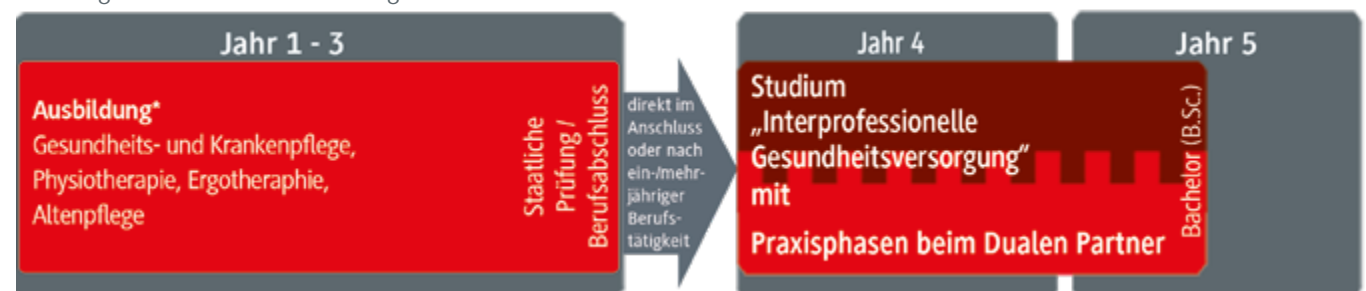 Jahr 1 - 3
Ausbildung*
Gesundheits- und Krankenpflege,
Physiotherapie, Ergotheraphie,
Altenpflege
Staatliche
Prüfung /
Berufsabschluss
direkt im
Anschluss
oder nach
ein-/mehr-
jähriger
Berufs-
tätigkeit
Jahr 4
Jahr 5
Studium
„Interprofessionelle
Gesundheitsversorgung"
mit
Praxisphasen beim Dualen Partner
Bachelor (B.Sc.)